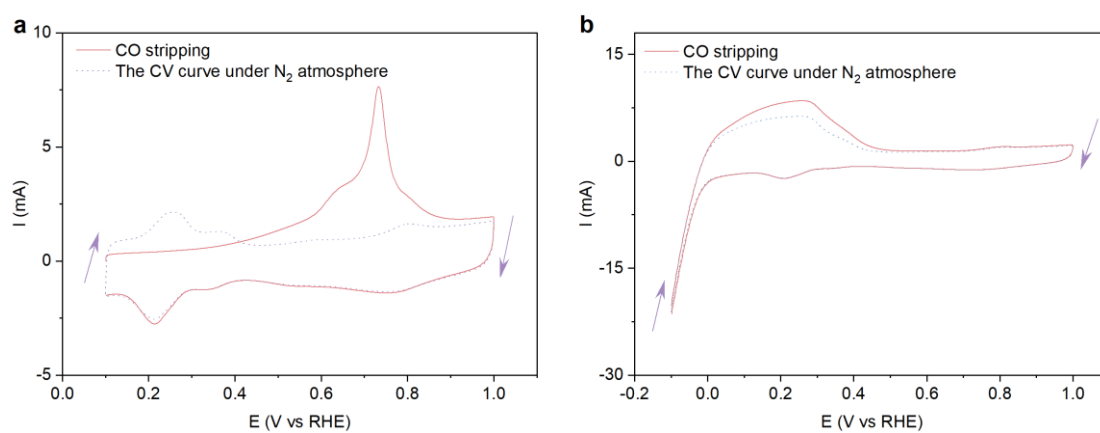 a
10
CO stripping
The CV curve under N₂ atmosphere
5
0
-5
I (mA)
0.0 0.2 0.4 0.6 0.8 1.0
E (V vs RHE)
b
CO stripping
The CV curve under N₂ atmosphere
15
0
-15
-30
I (mA)
-0.2 0.0 0.2 0.4 0.6 0.8 1.0
E (V vs RHE)